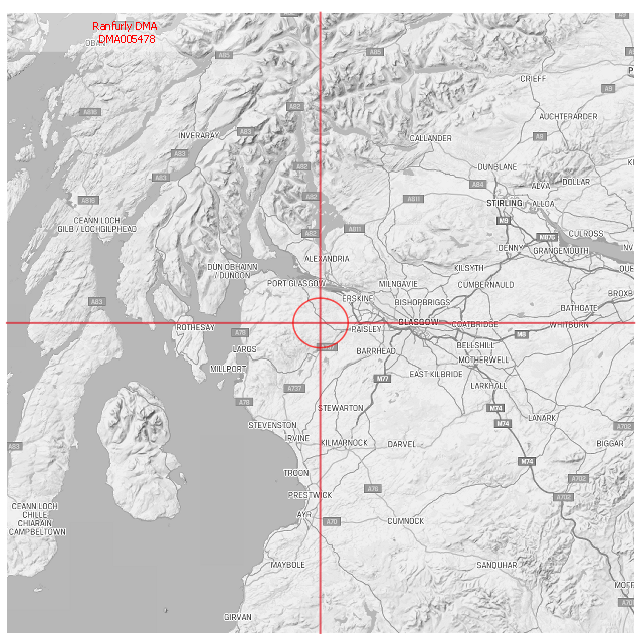 Ranfurly DMA
DMA005478
A85
A85
CRIEFF
A9
A816
A82
AUCHTERARDER
INVERARAY
A83
A9
CALLANDER
A83
DUNBLANE
A82
A83
A84
ALVA
DOLLAR
A816
A82
A811
STIRLING
ALLOA
CEANN LOCH
GILB / LOCHGILPHEAD
M9
A82
A811
CULROSS
M876
DENNY
GRANGEMOUTH
ALEXANDRIA
DUN OBHAINN
/ DUNOON
KILSYTH
PORT GLASGOW
MILNGAVIE
CUMBERNAULD
ERSKINE
BISHOPBRIGGS
A83
BATHGATE
ROTHESAY
PAISLEY
GLASGOW
COATBRIDGE
WHITBURN
A78
M8
LARGS
BARRHEAD
BELLSHILL
MOTHERWELL
MILLPORT
EAST KILBRIDE
M77
A737
LARKHALL
A78
STEWARTON
M74
LANARK
M74
STEVENSTON
A702
IRVINE
KILMARNOCK
DARVEL
BIGGAR
A83
M74
TROON
A702
A76
PRESTWICK
A702
CEANN LOCH
CHILLE
CHIARAIN
CAMPBELTOWN
AYR
A70
CUMNOCK
MAYBOLE
SANQUHAR
GIRVAN